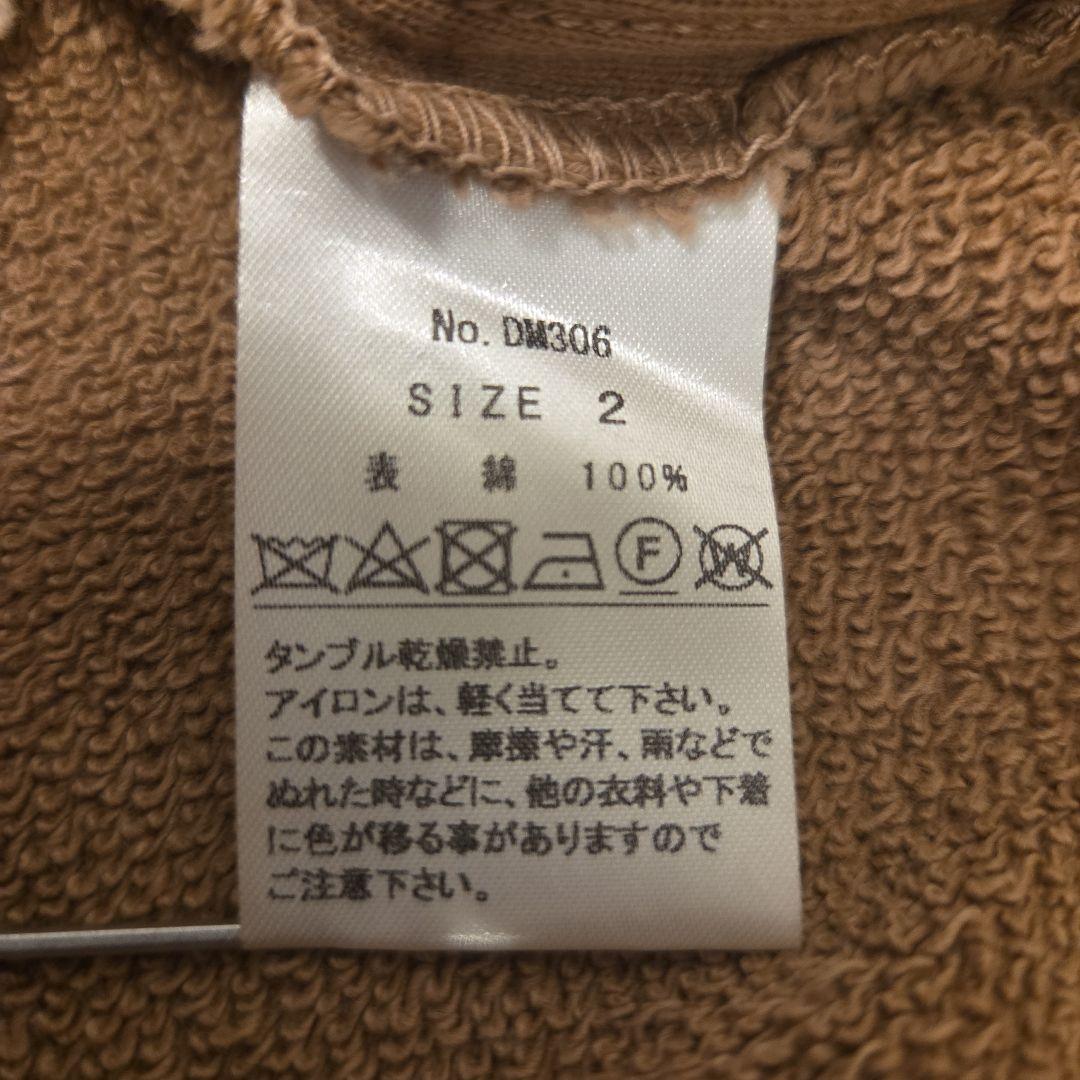 No. DM306
SIZE 2
表 綿 100%
F W
タンブル乾燥禁止。
アイロンは、軽く当てて下さい。
この素材は、摩擦や汗、雨などで
ぬれた時などに、他の衣料や下着
に色が移る事がありますので
ご注意下さい。